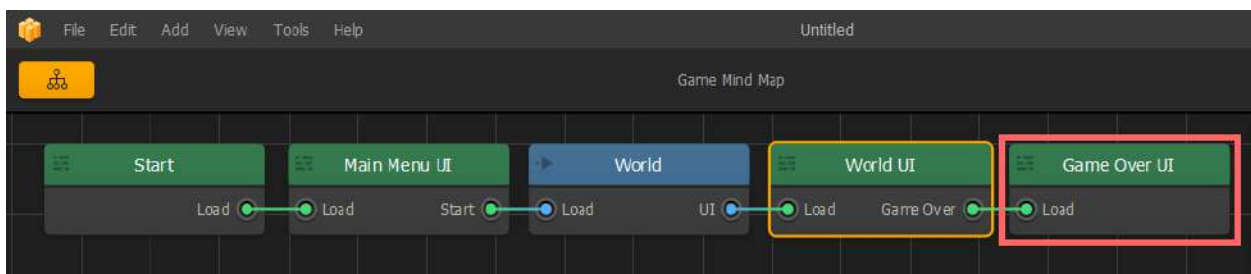 File Edit Add View Tools Help Untitled
Game Mind Map
Start Main Menu UI World World UI Game Over UI
Load Load Start Load UI Load Game Over Load